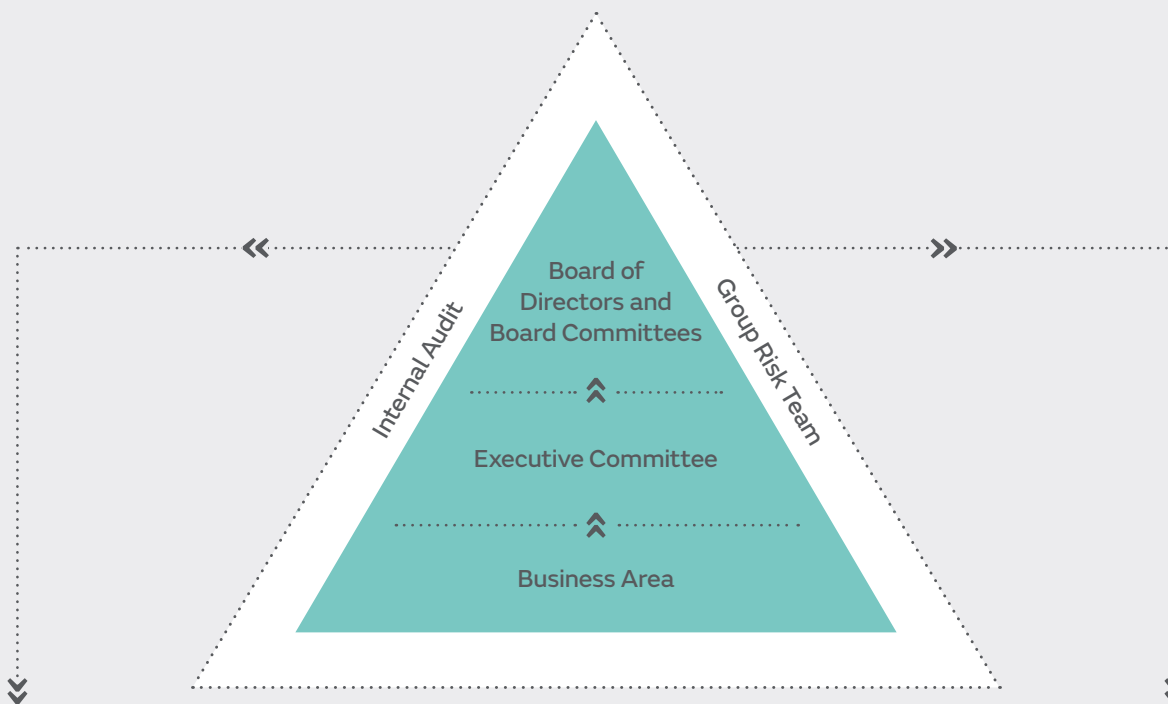 Board of
Directors and
Board Committees
Internal Audit
Group Risk Team
Executive Committee
Business Area